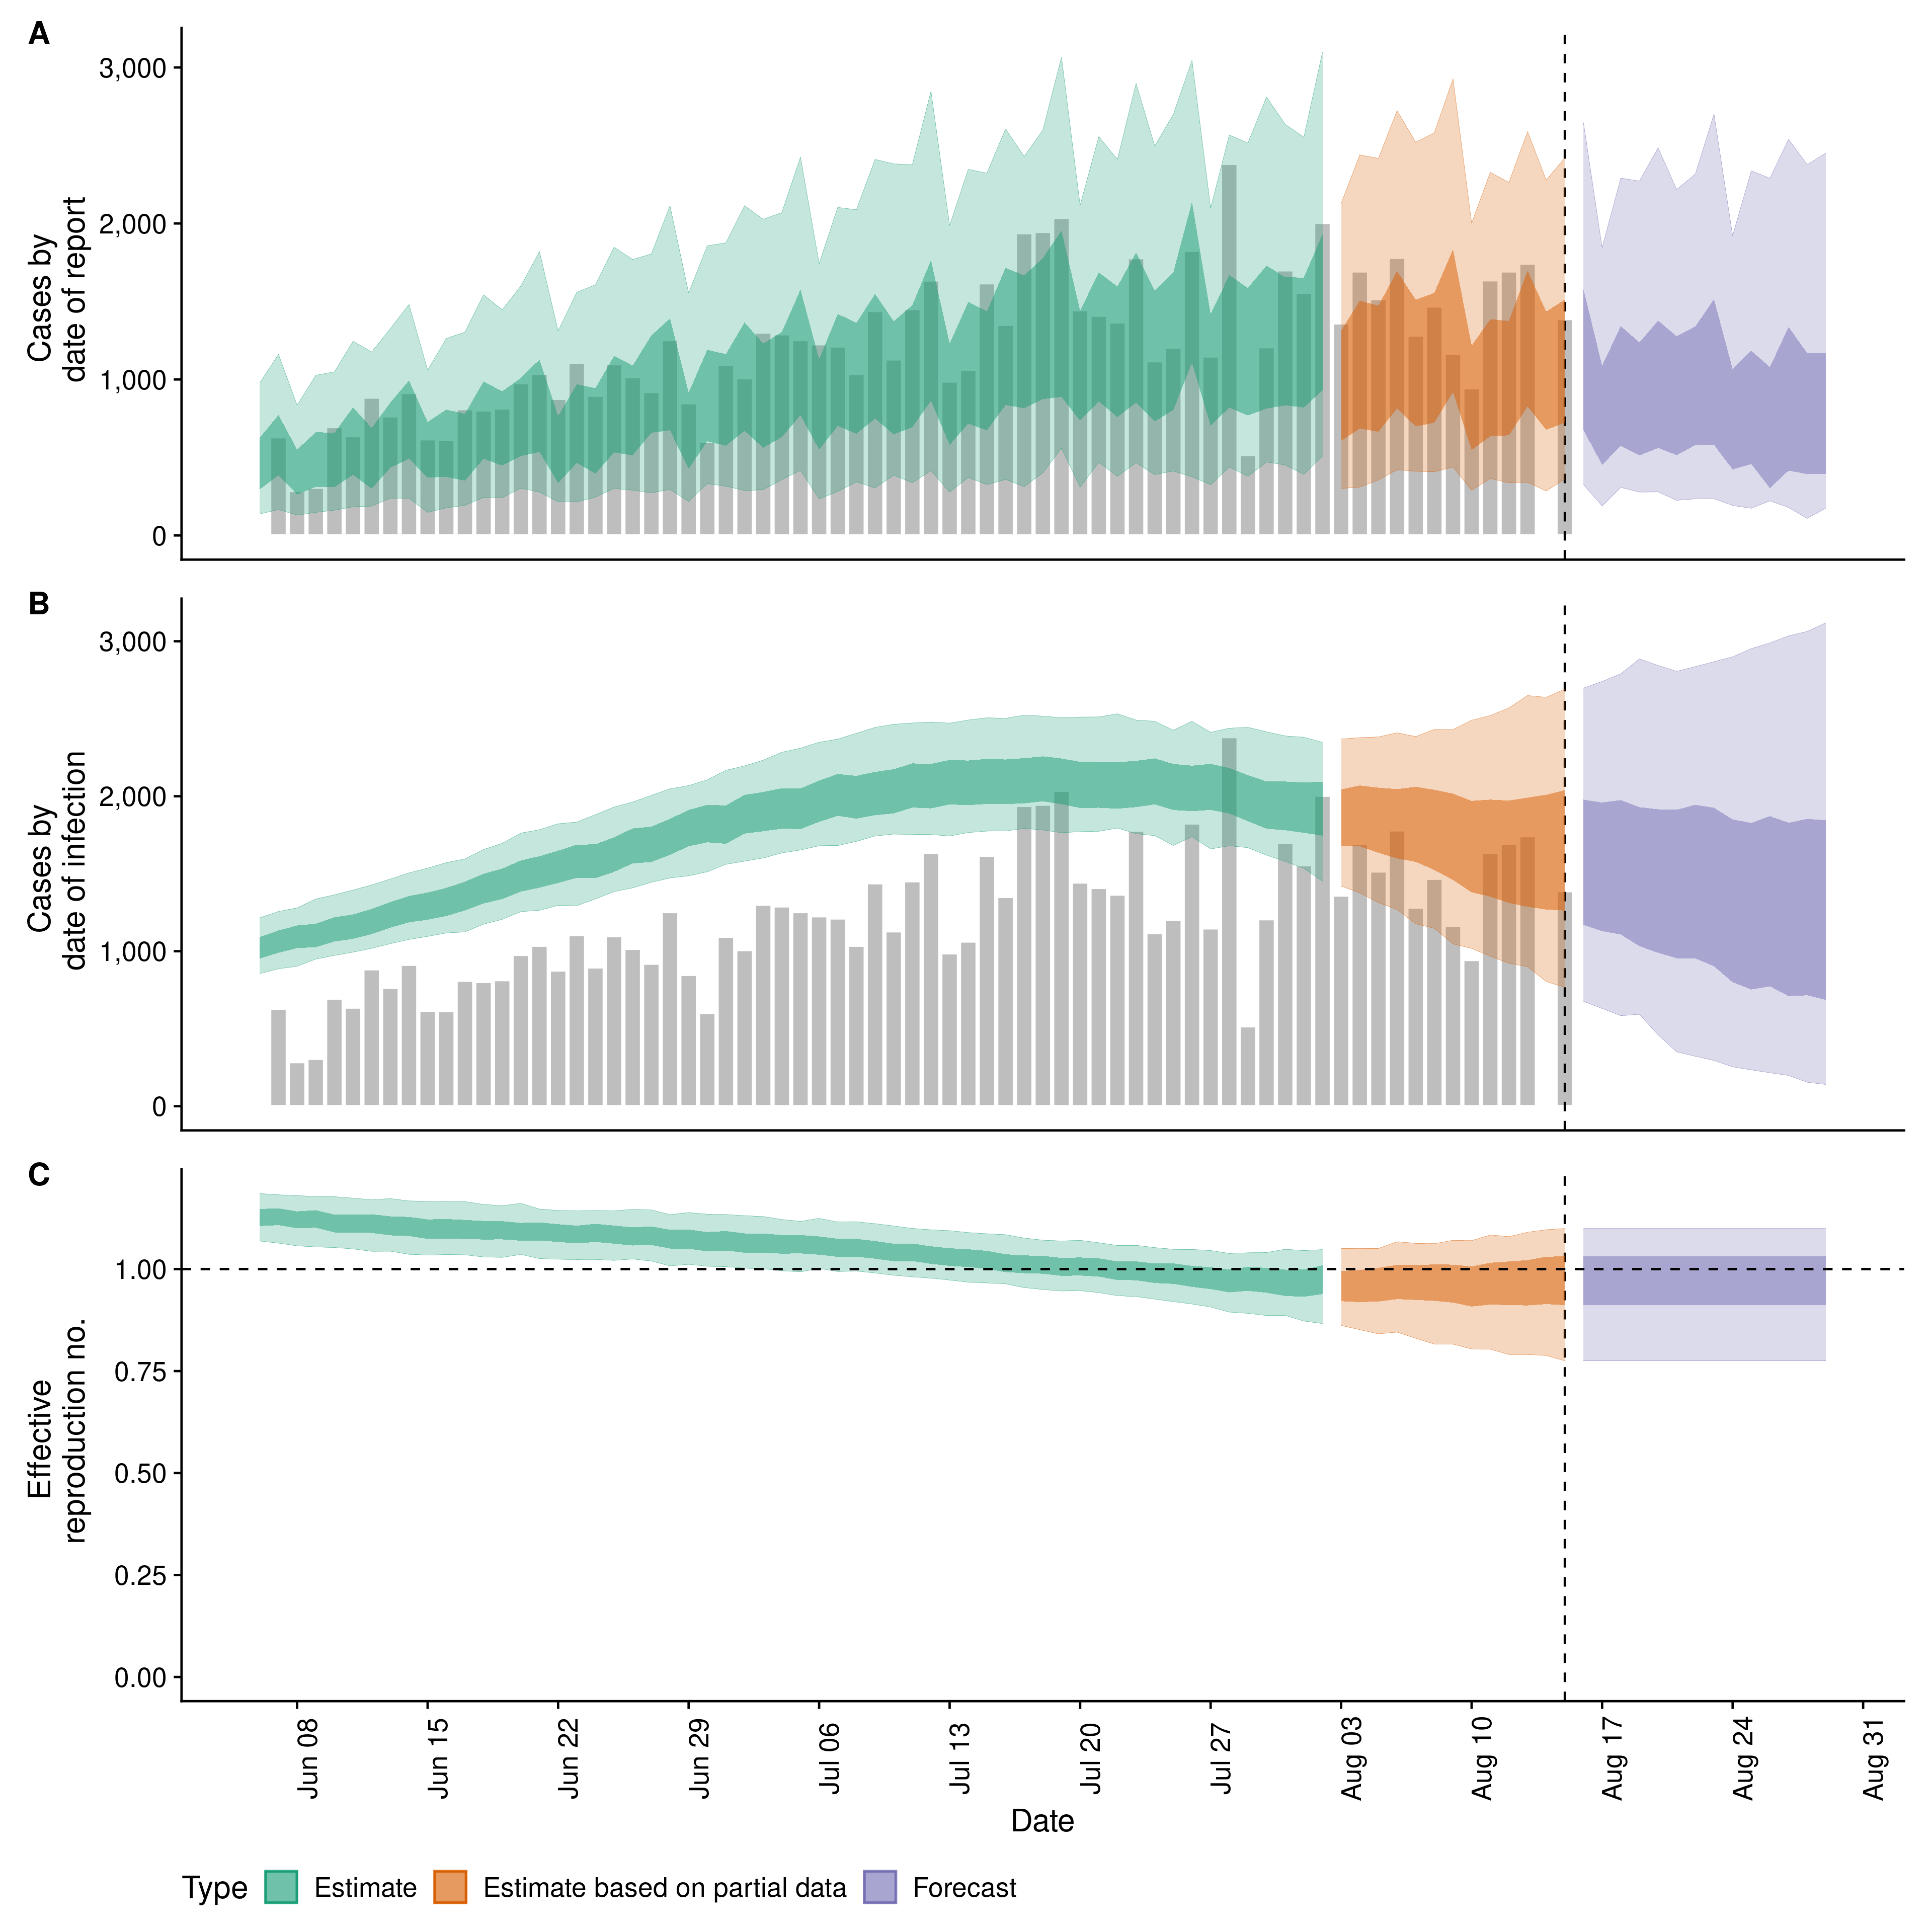 A
Cases by
date of report
3,000
2,000
1,000
0
B
Cases by
date of infection
3,000
2,000
1,000
0
C
Effective
reproduction no.
1.00
0.75
0.50
0.25
0.00
Jun 08
Jun 15
Jun 22
Jun 29
Jul 06
Jul 13
Jul 20
Jul 27
Aug 03
Aug 10
Aug 17
Aug 24
Aug 31
Date
Type Estimate Estimate based on partial data Forecast